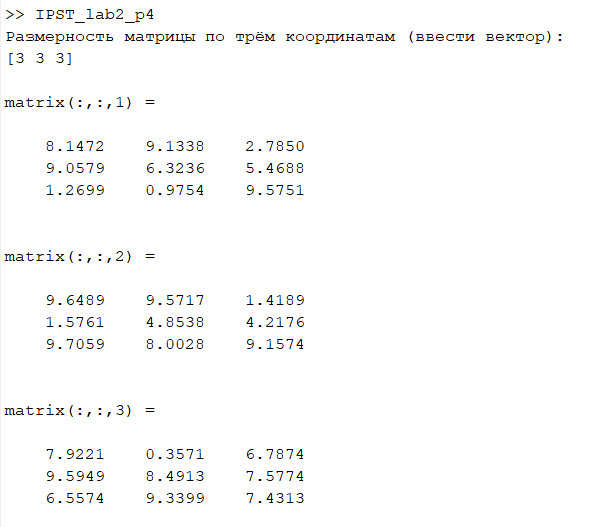 >> IPST_lab2_p4
Размерность матрицы по трём координатам (ввести вектор):
[3 3 3]
matrix(:,:,1) =
8.1472 9.1338 2.7850
9.0579 6.3236 5.4688
1.2699 0.9754 9.5751
matrix(:,:,2) =
9.6489 9.5717 1.4189
1.5761 4.8538 4.2176
9.7059 8.0028 9.1574
matrix(:,:,3) =
7.9221 0.3571 6.7874
9.5949 8.4913 7.5774
6.5574 9.3399 7.4313